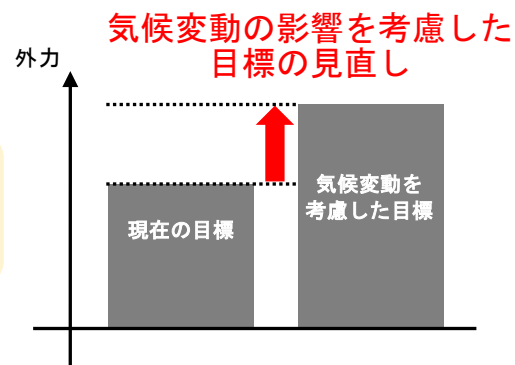 気候変動の影響を考慮した
目標の見直し
外力
現在の目標
気候変動を
考慮した目標